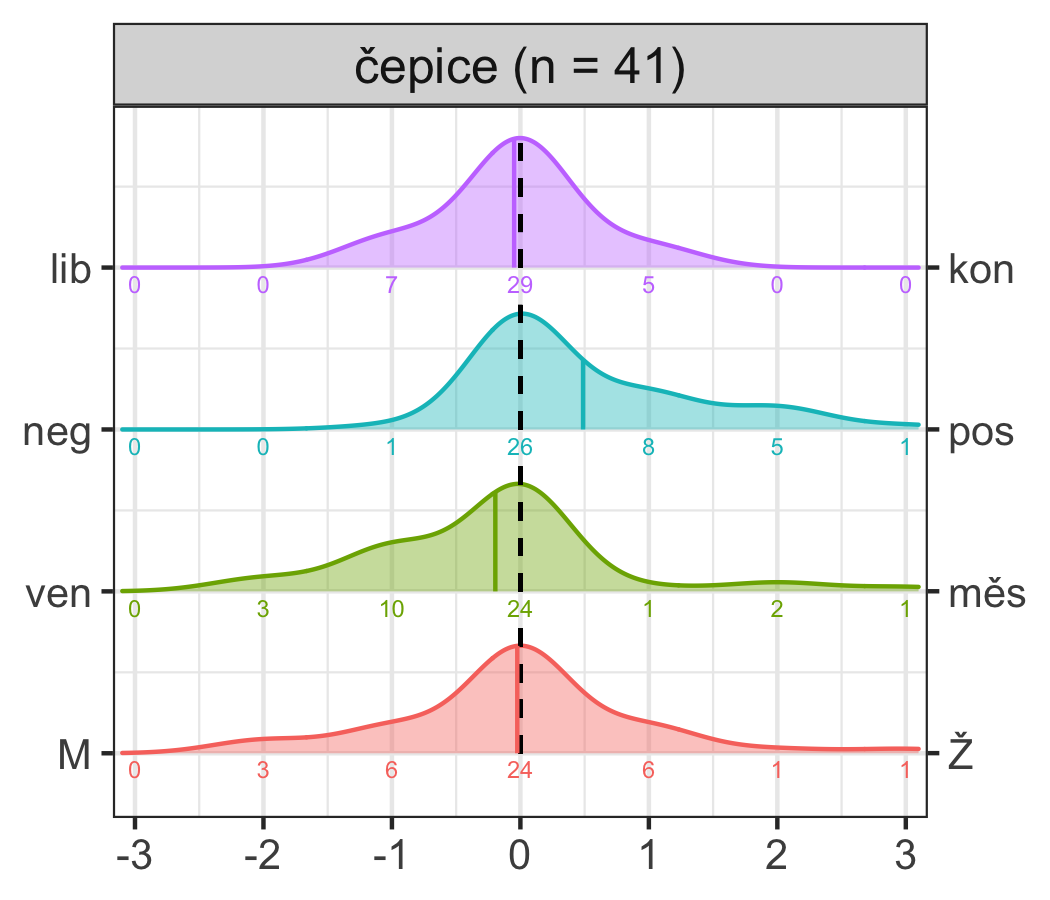 čepice (n = 41)
lib kon
0 0 7 29 5 0 0
neg pos
0 0 1 26 8 5 1
ven měs
0 3 10 24 1 2 1
M Ž
0 3 6 24 6 1 1
-3 -2 -1 0 1 2 3